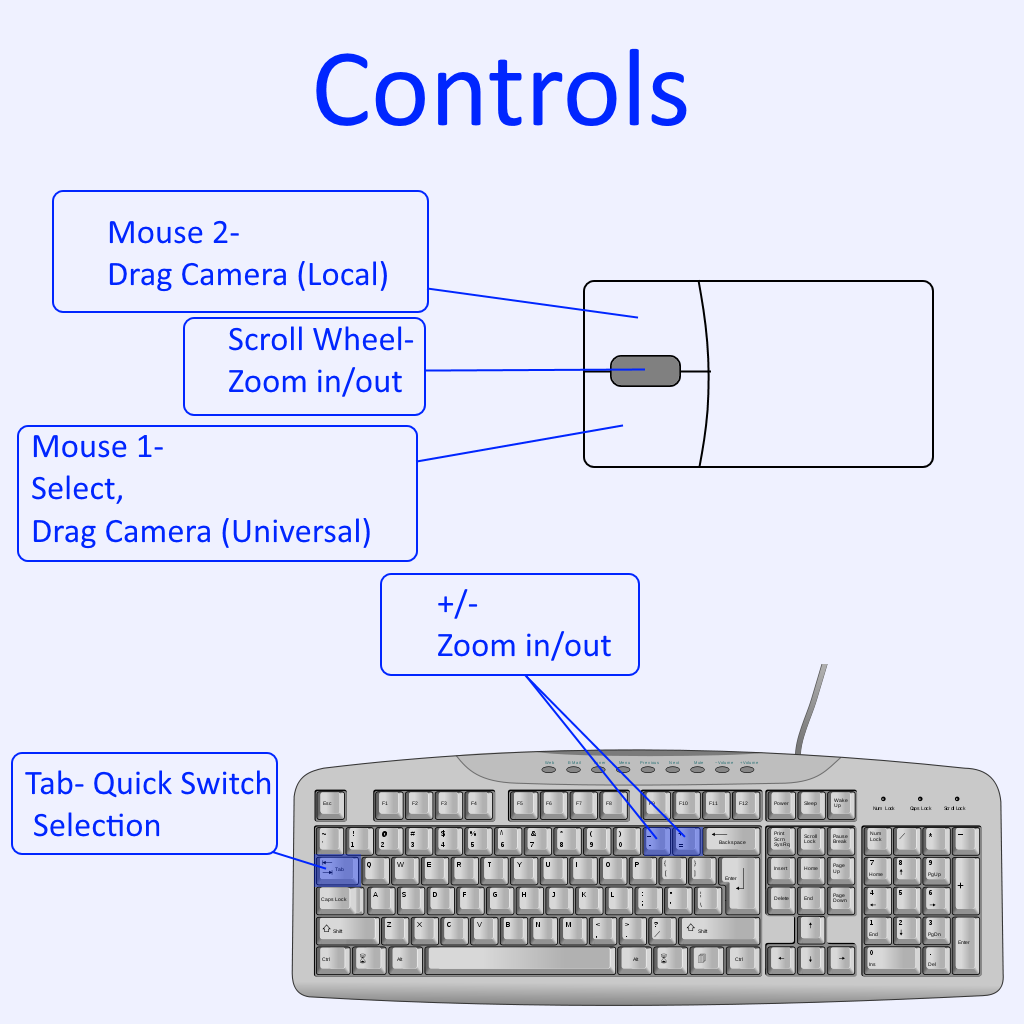 Controls
Mouse 2-
Drag Camera (Local)
Scroll Wheel-
Zoom in/out
Mouse 1-
Select,
Drag Camera (Universal)
+/-
Zoom in/out
Tab- Quick Switch
Selection
Previous Next Mute -Volume +Volume
Esc F1 F2 F3 F4 F5 F6 F7 F8 F9 F10 F11 F12 Power Sleep Wake Up
Num Lock Caps Lock Scroll Lock
~ ` ! 1 @ 2 # 3 $ 4 % 5 ^ 6 & 7 * 8 ( 9 ) 0 _ - = Backspace Print Scrn SysRq Scroll Lock Pause Break Num Lock / * -
Tab Q W E R T Y U I O P { [ } ] Enter Insert Home Page Up 7 Home 8 ↑ 9 PgUp +
Caps Lock A S D F G H J K L : ; " ' | \ Delete End Page Down 4 ← 5 6 →
Shift Z X C V B N M < , > . ? / Shift ↑ 1 End 2 ↓ 3 PgDn Enter
Ctrl Alt Alt Ctrl ← ↓ → 0 Ins . Del